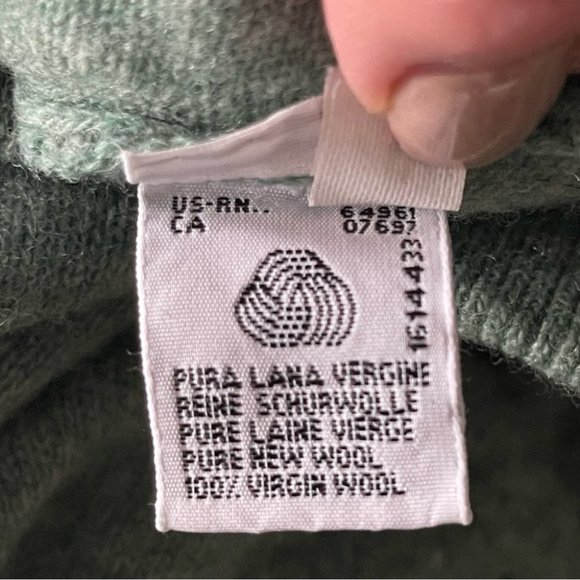 US-RN.. 64961
CA 07697
1614433
PURA LANA VERGINE
REINE SCHURWOLLE
PURE LAINE VIERGE
PURE NEW WOOL
100% VIRGIN WOOL